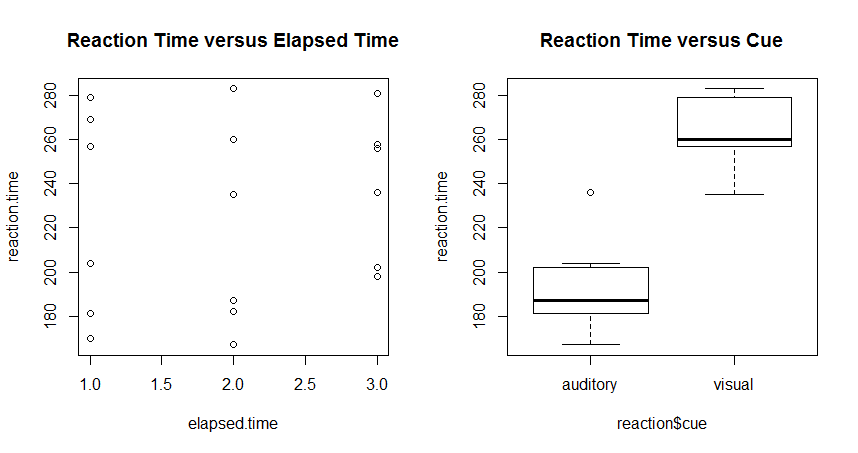 Reaction Time versus Elapsed Time
reaction.time
280
260
240
220
200
180
1.0 1.5 2.0 2.5 3.0
elapsed.time
Reaction Time versus Cue
reaction.time
280
260
240
220
200
180
auditory visual
reaction$cue